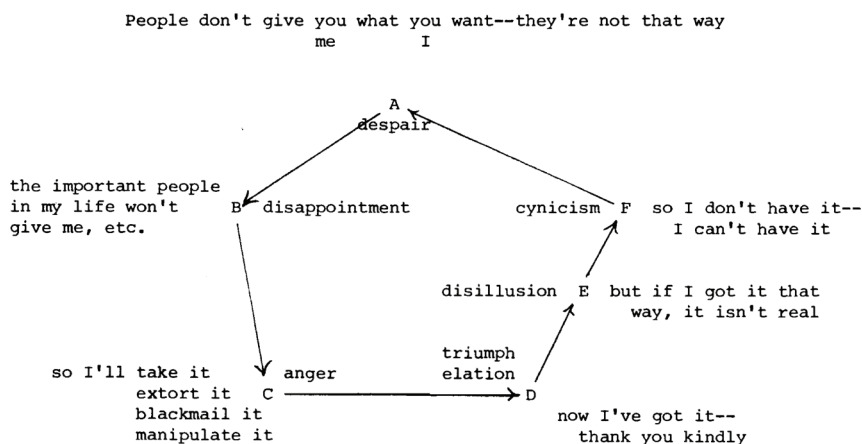 People don't give you what you want--they're not that way
me I
A
despair
the important people
in my life won't B disappointment
give me, etc.
cynicism F so I don't have it--
I can't have it
disillusion E but if I got it that
way, it isn't real
triumph
elation D
so I'll take it C anger
extort it
blackmail it
manipulate it
now I've got it--
thank you kindly